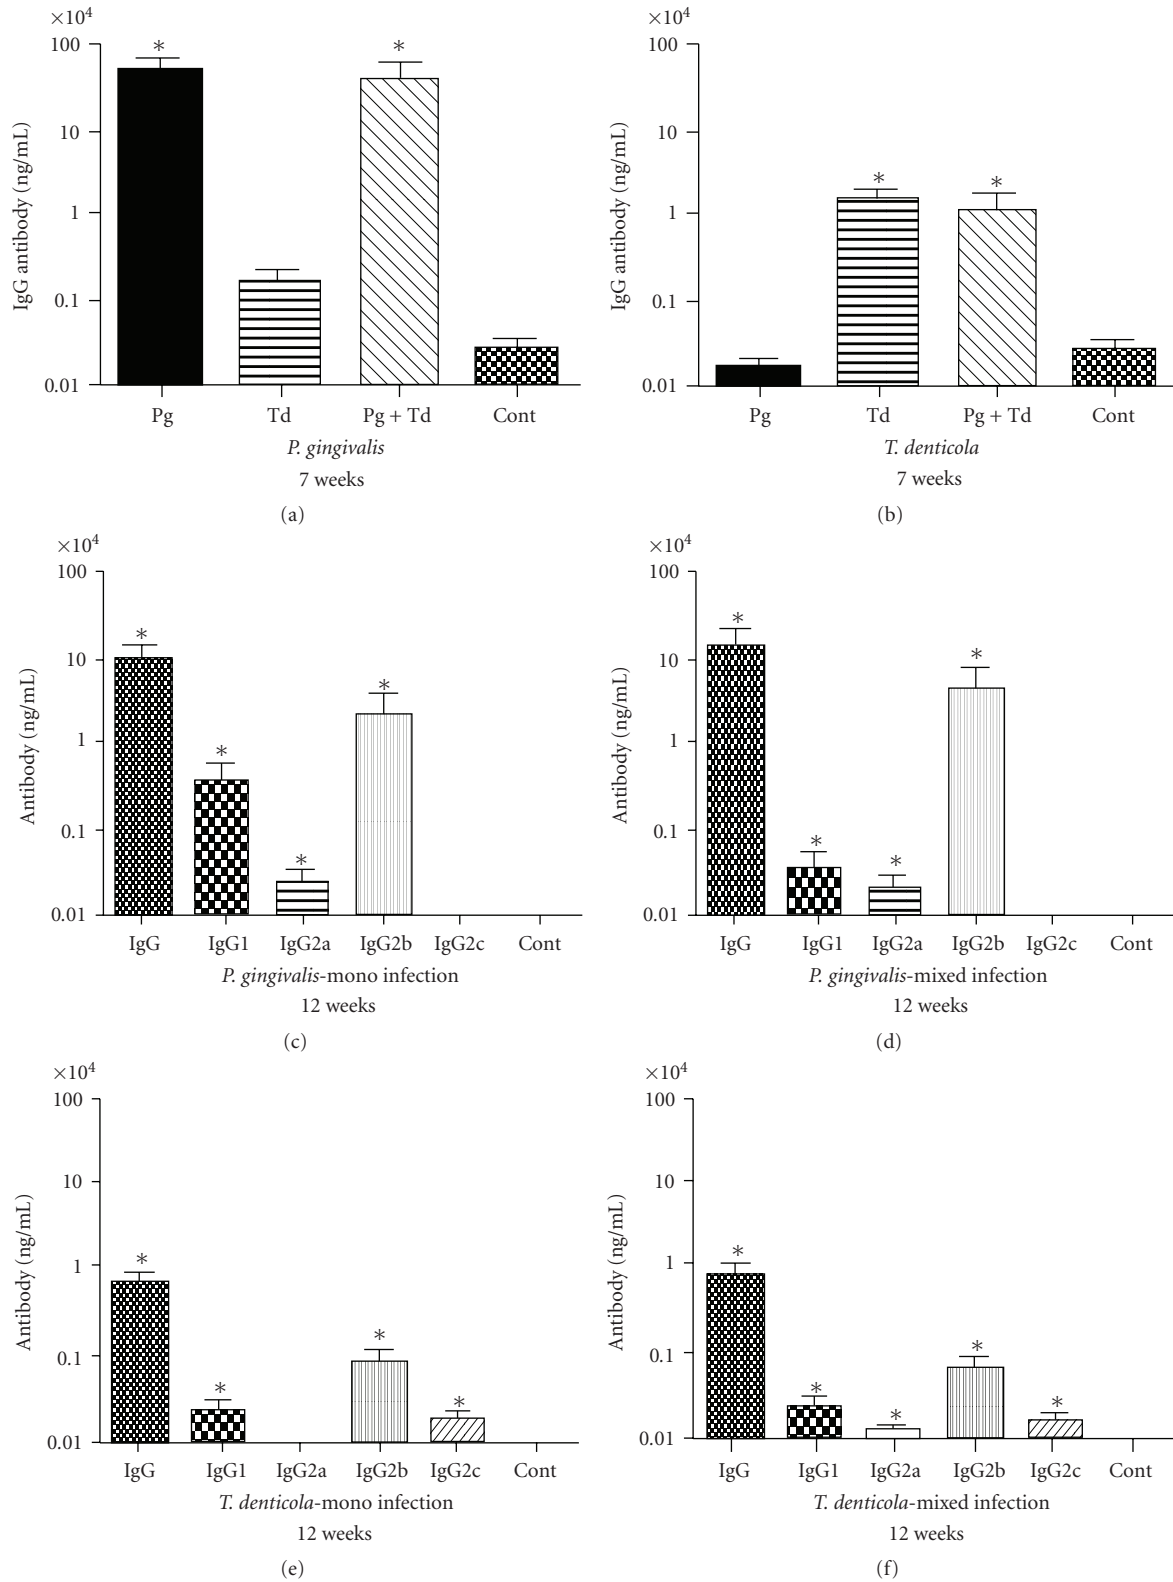 ×10⁴
100
10
1
0.1
0.01
IgG antibody (ng/mL)
*
*
Pg Td Pg + Td Cont
P. gingivalis
7 weeks
(a)
×10⁴
100
10
1
0.1
0.01
IgG antibody (ng/mL)
*
*
Pg Td Pg + Td Cont
T. denticola
7 weeks
(b)
×10⁴
100
10
1
0.1
0.01
Antibody (ng/mL)
*
*
*
*
IgG IgG1 IgG2a IgG2b IgG2c Cont
P. gingivalis-mono infection
12 weeks
(c)
×10⁴
100
10
1
0.1
0.01
Antibody (ng/mL)
*
*
*
*
IgG IgG1 IgG2a IgG2b IgG2c Cont
P. gingivalis-mixed infection
12 weeks
(d)
×10⁴
100
10
1
0.1
0.01
Antibody (ng/mL)
*
*
*
*
IgG IgG1 IgG2a IgG2b IgG2c Cont
T. denticola-mono infection
12 weeks
(e)
×10⁴
100
10
1
0.1
0.01
Antibody (ng/mL)
*
*
*
*
*
IgG IgG1 IgG2a IgG2b IgG2c Cont
T. denticola-mixed infection
12 weeks
(f)